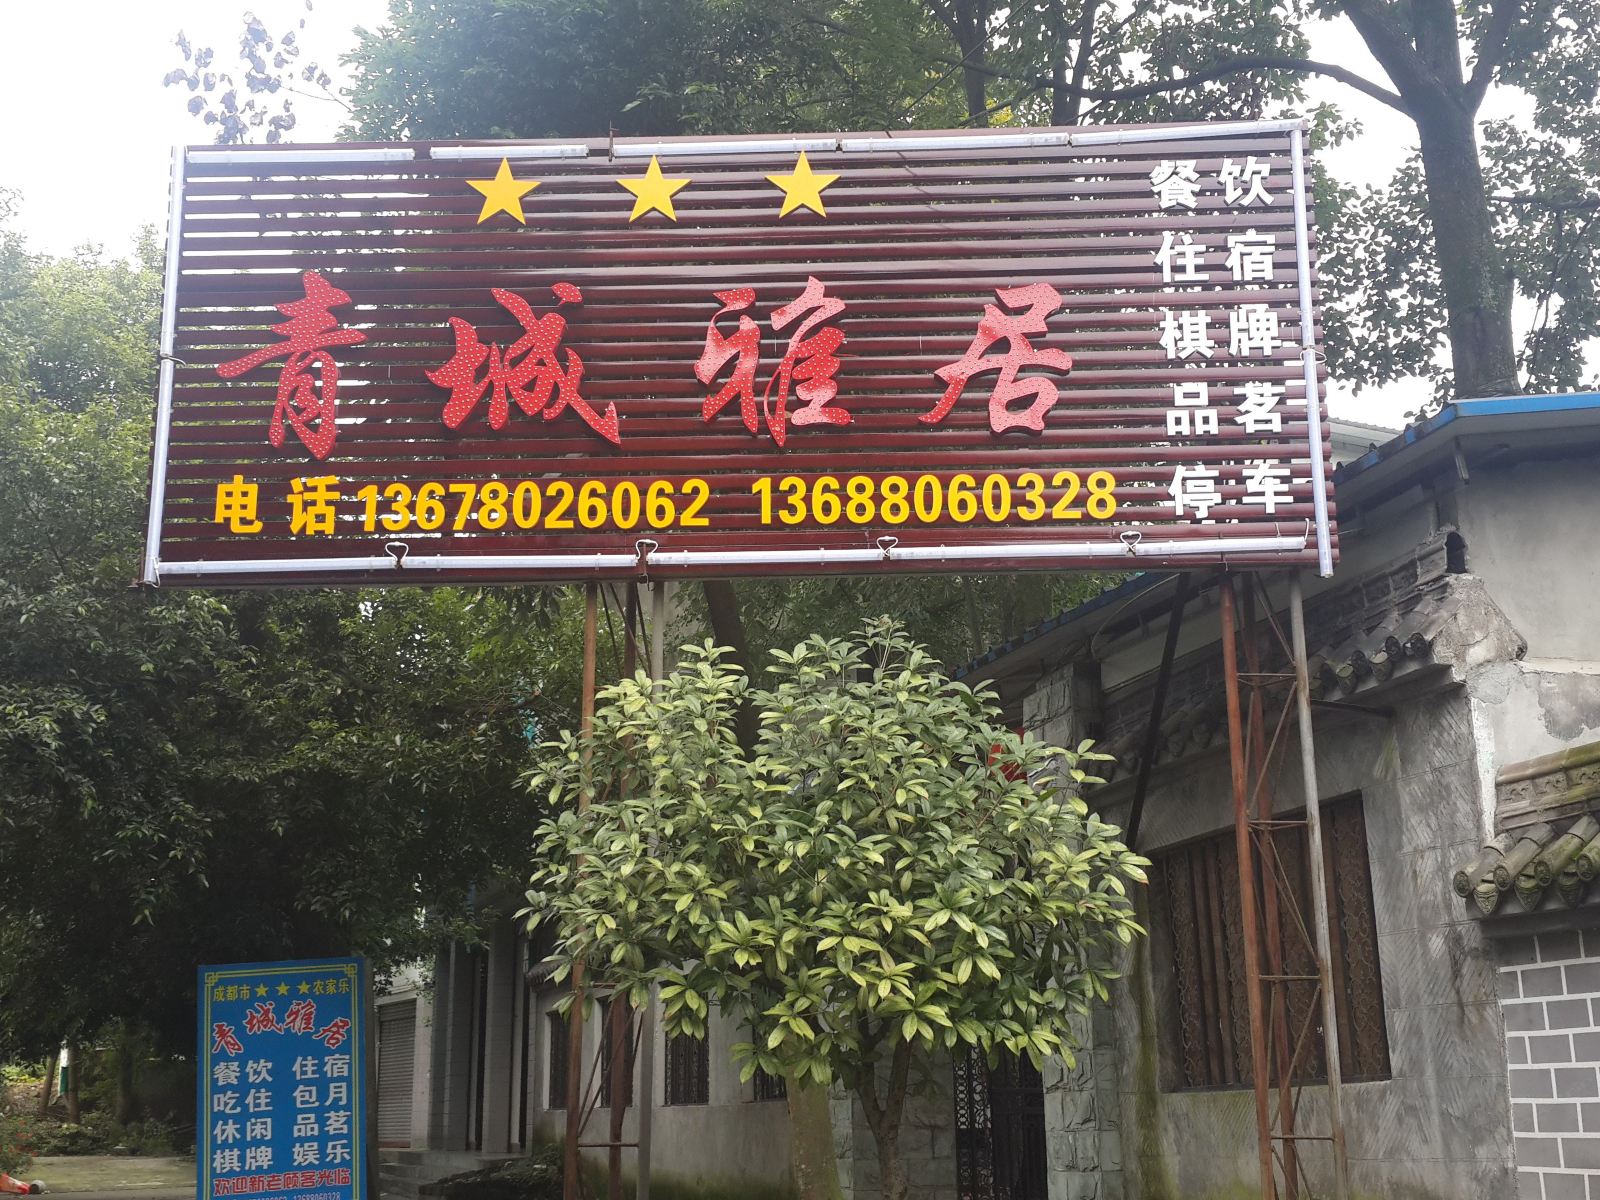 餐饮
住宿
棋牌
品茗
停车
青城雅居
电话13678026062 13688060328
成都市★★★农家乐
青城雅居
餐饮 住宿
吃住 包月
休闲 品茗
棋牌 娱乐
欢迎新老顾客光临
13688060328